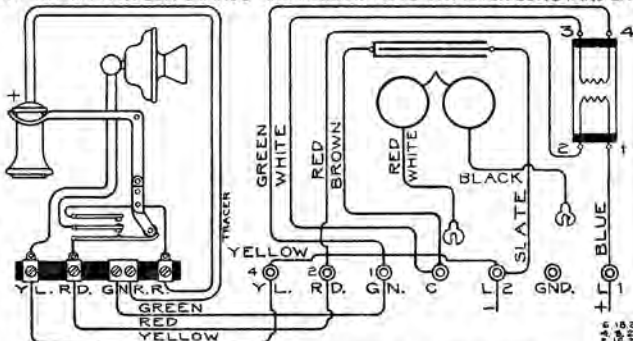 3 4
+
GREEN
WHITE
RED
BROWN
RED
WHITE
BLACK
2 1
SLATE
BLUE
TRACER
YELLOW
4 2 1
YL. RD. GN. R.
YL. RD. GN. C L.2 GND. L1
- +
GREEN
RED
YELLOW